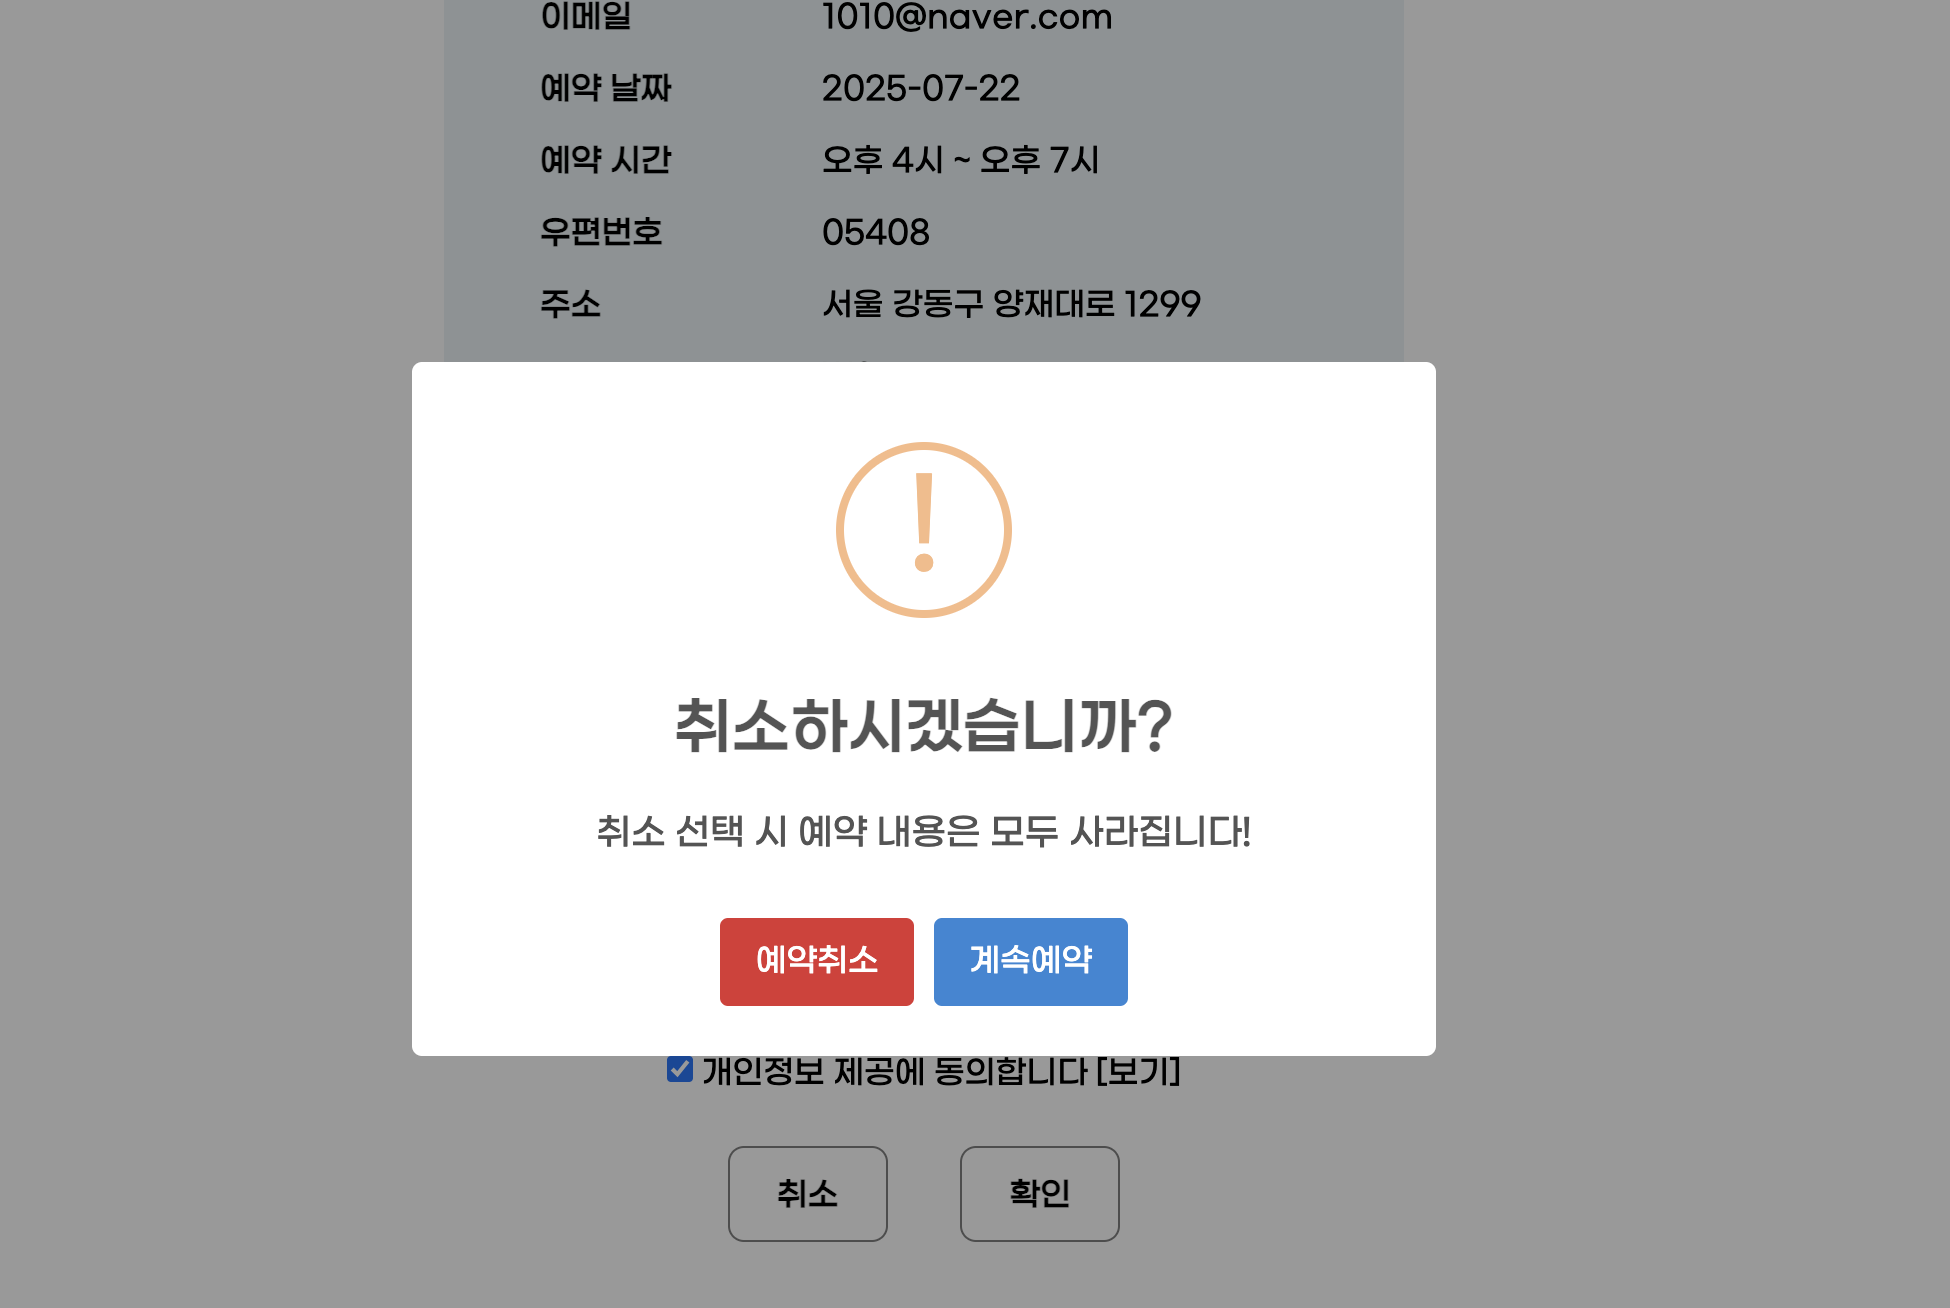 이메일 1010@naver.com
예약 날짜 2025-07-22
예약 시간 오후 4시 ~ 오후 7시
우편번호 05408
주소 서울 강동구 양재대로 1299
!
취소하시겠습니까?
취소 선택 시 예약 내용은 모두 사라집니다!
예약취소 계속예약
개인정보 제공에 동의합니다 [보기]
취소 확인